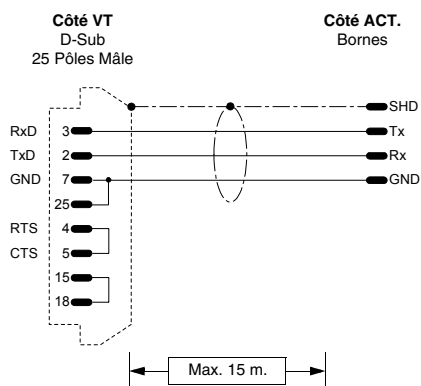 Côté VT
D-Sub
25 Pôles Mâle
Côté ACT.
Bornes
SHD
RxD 3 Tx
TxD 2 Rx
GND 7 GND
25
RTS 4
CTS 5
15
18
Max. 15 m.